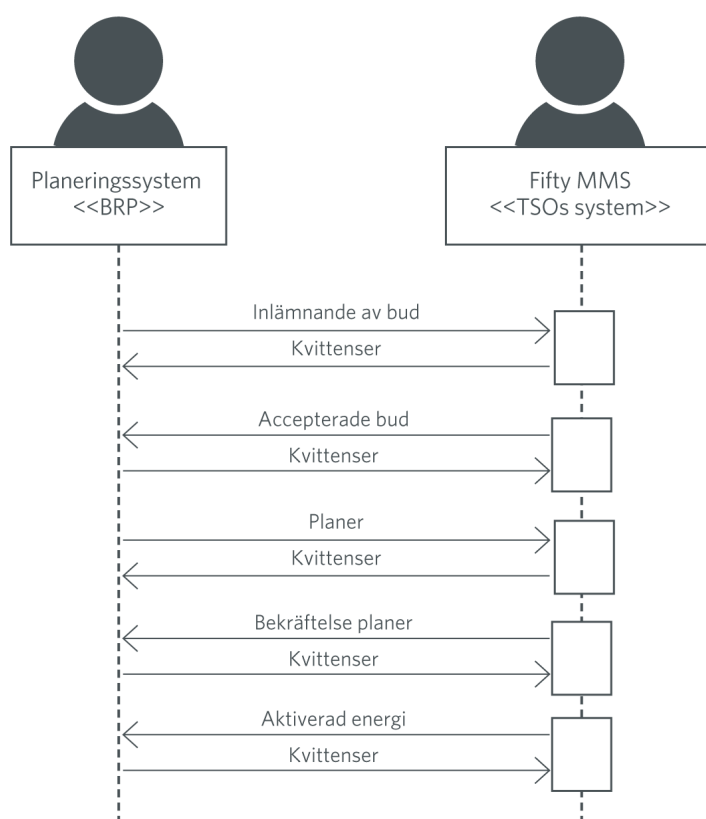 Planeringssystem
<<BRP>>
Fifty MMS
<<TSOs system>>
Inlämnande av bud
Kvittenser
Accepterade bud
Kvittenser
Planer
Kvittenser
Bekräftelse planer
Kvittenser
Aktiverad energi
Kvittenser